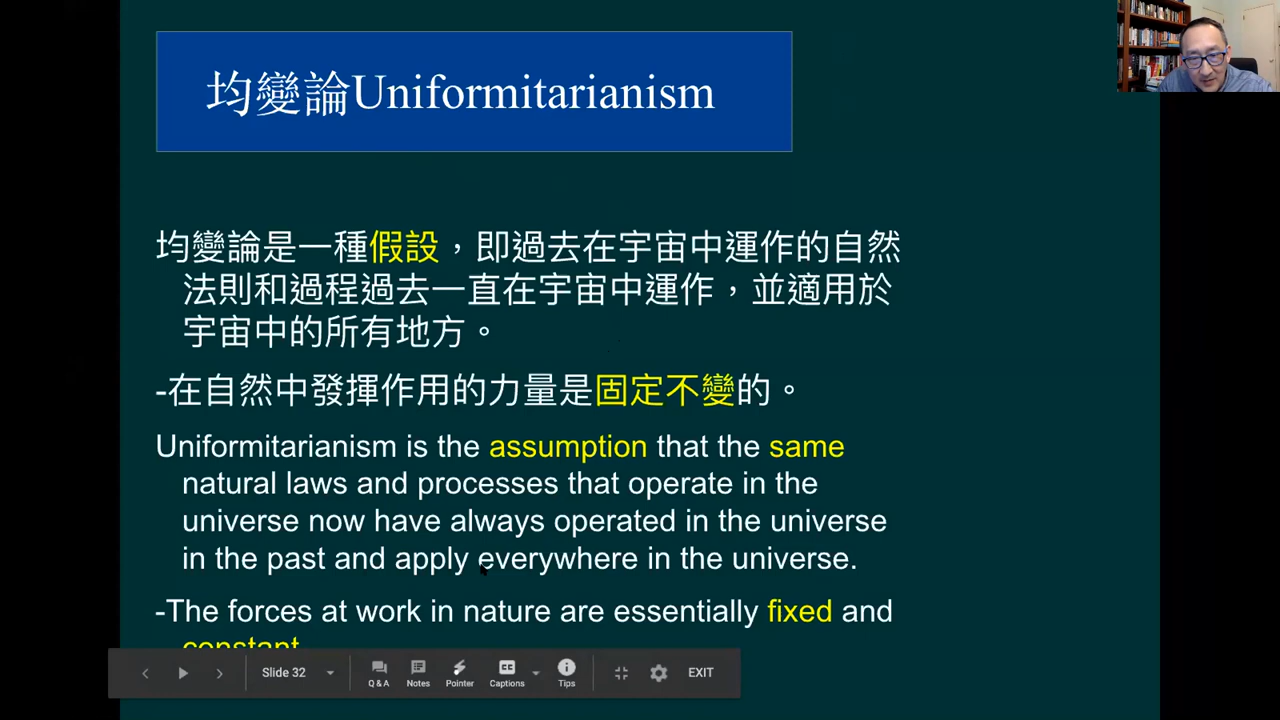 均變論Uniformitarianism
均變論是一種假設，即過去在宇宙中運作的自然
法則和過程過去一直在宇宙中運作，並適用於
宇宙中的所有地方。
-在自然中發揮作用的力量是固定不變的。
Uniformitarianism is the assumption that the same
natural laws and processes that operate in the
universe now have always operated in the universe
in the past and apply everywhere in the universe.
-The forces at work in nature are essentially fixed and
constant
Slide 32
Q & A
Notes
Pointer
CC
Captions
Tips
EXIT